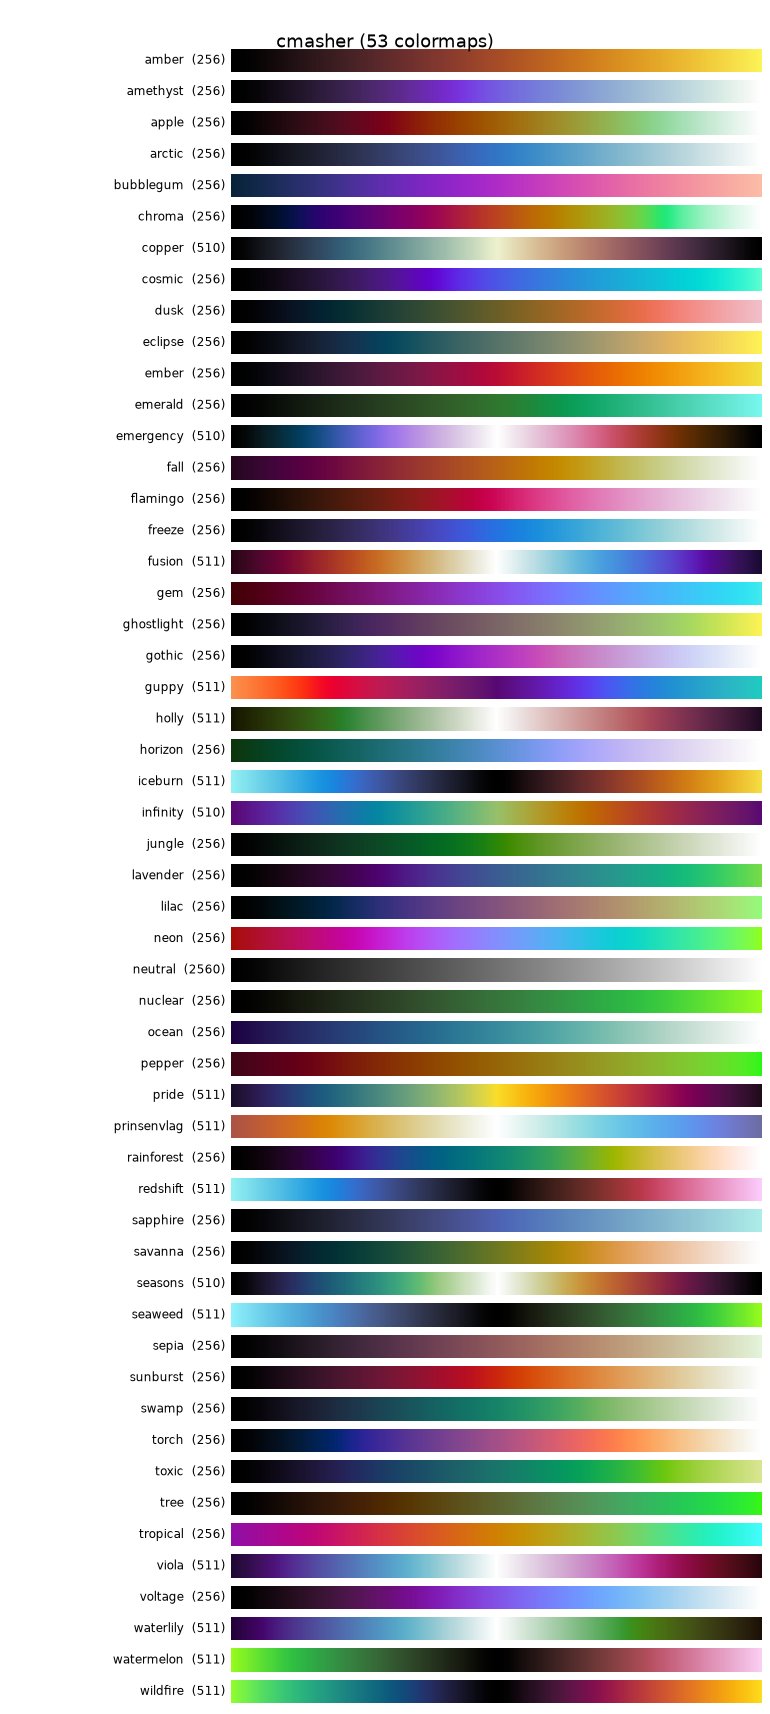 cmasher (53 colormaps)
amber (256)
amethyst (256)
apple (256)
arctic (256)
bubblegum (256)
chroma (256)
copper (510)
cosmic (256)
dusk (256)
eclipse (256)
ember (256)
emerald (256)
emergency (510)
fall (256)
flamingo (256)
freeze (256)
fusion (511)
gem (256)
ghostlight (256)
gothic (256)
guppy (511)
holly (511)
horizon (256)
iceburn (511)
infinity (510)
jungle (256)
lavender (256)
lilac (256)
neon (256)
neutral (2560)
nuclear (256)
ocean (256)
pepper (256)
pride (511)
prinsenvlag (511)
rainforest (256)
redshift (511)
sapphire (256)
savanna (256)
seasons (510)
seaweed (511)
sepia (256)
sunburst (256)
swamp (256)
torch (256)
toxic (256)
tree (256)
tropical (256)
viola (511)
voltage (256)
waterlily (511)
watermelon (511)
wildfire (511)